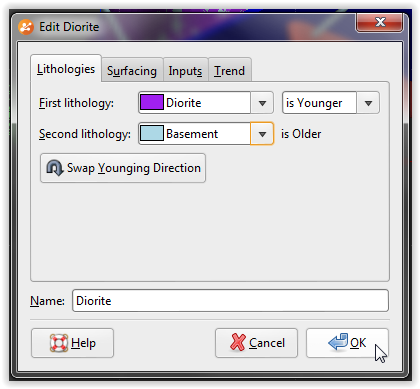 Edit Diorite
Lithologies Surfacing Inputs Trend
First lithology: Diorite is Younger
Second lithology: Basement is Older
Swap Younging Direction
Name: Diorite
Help Cancel OK